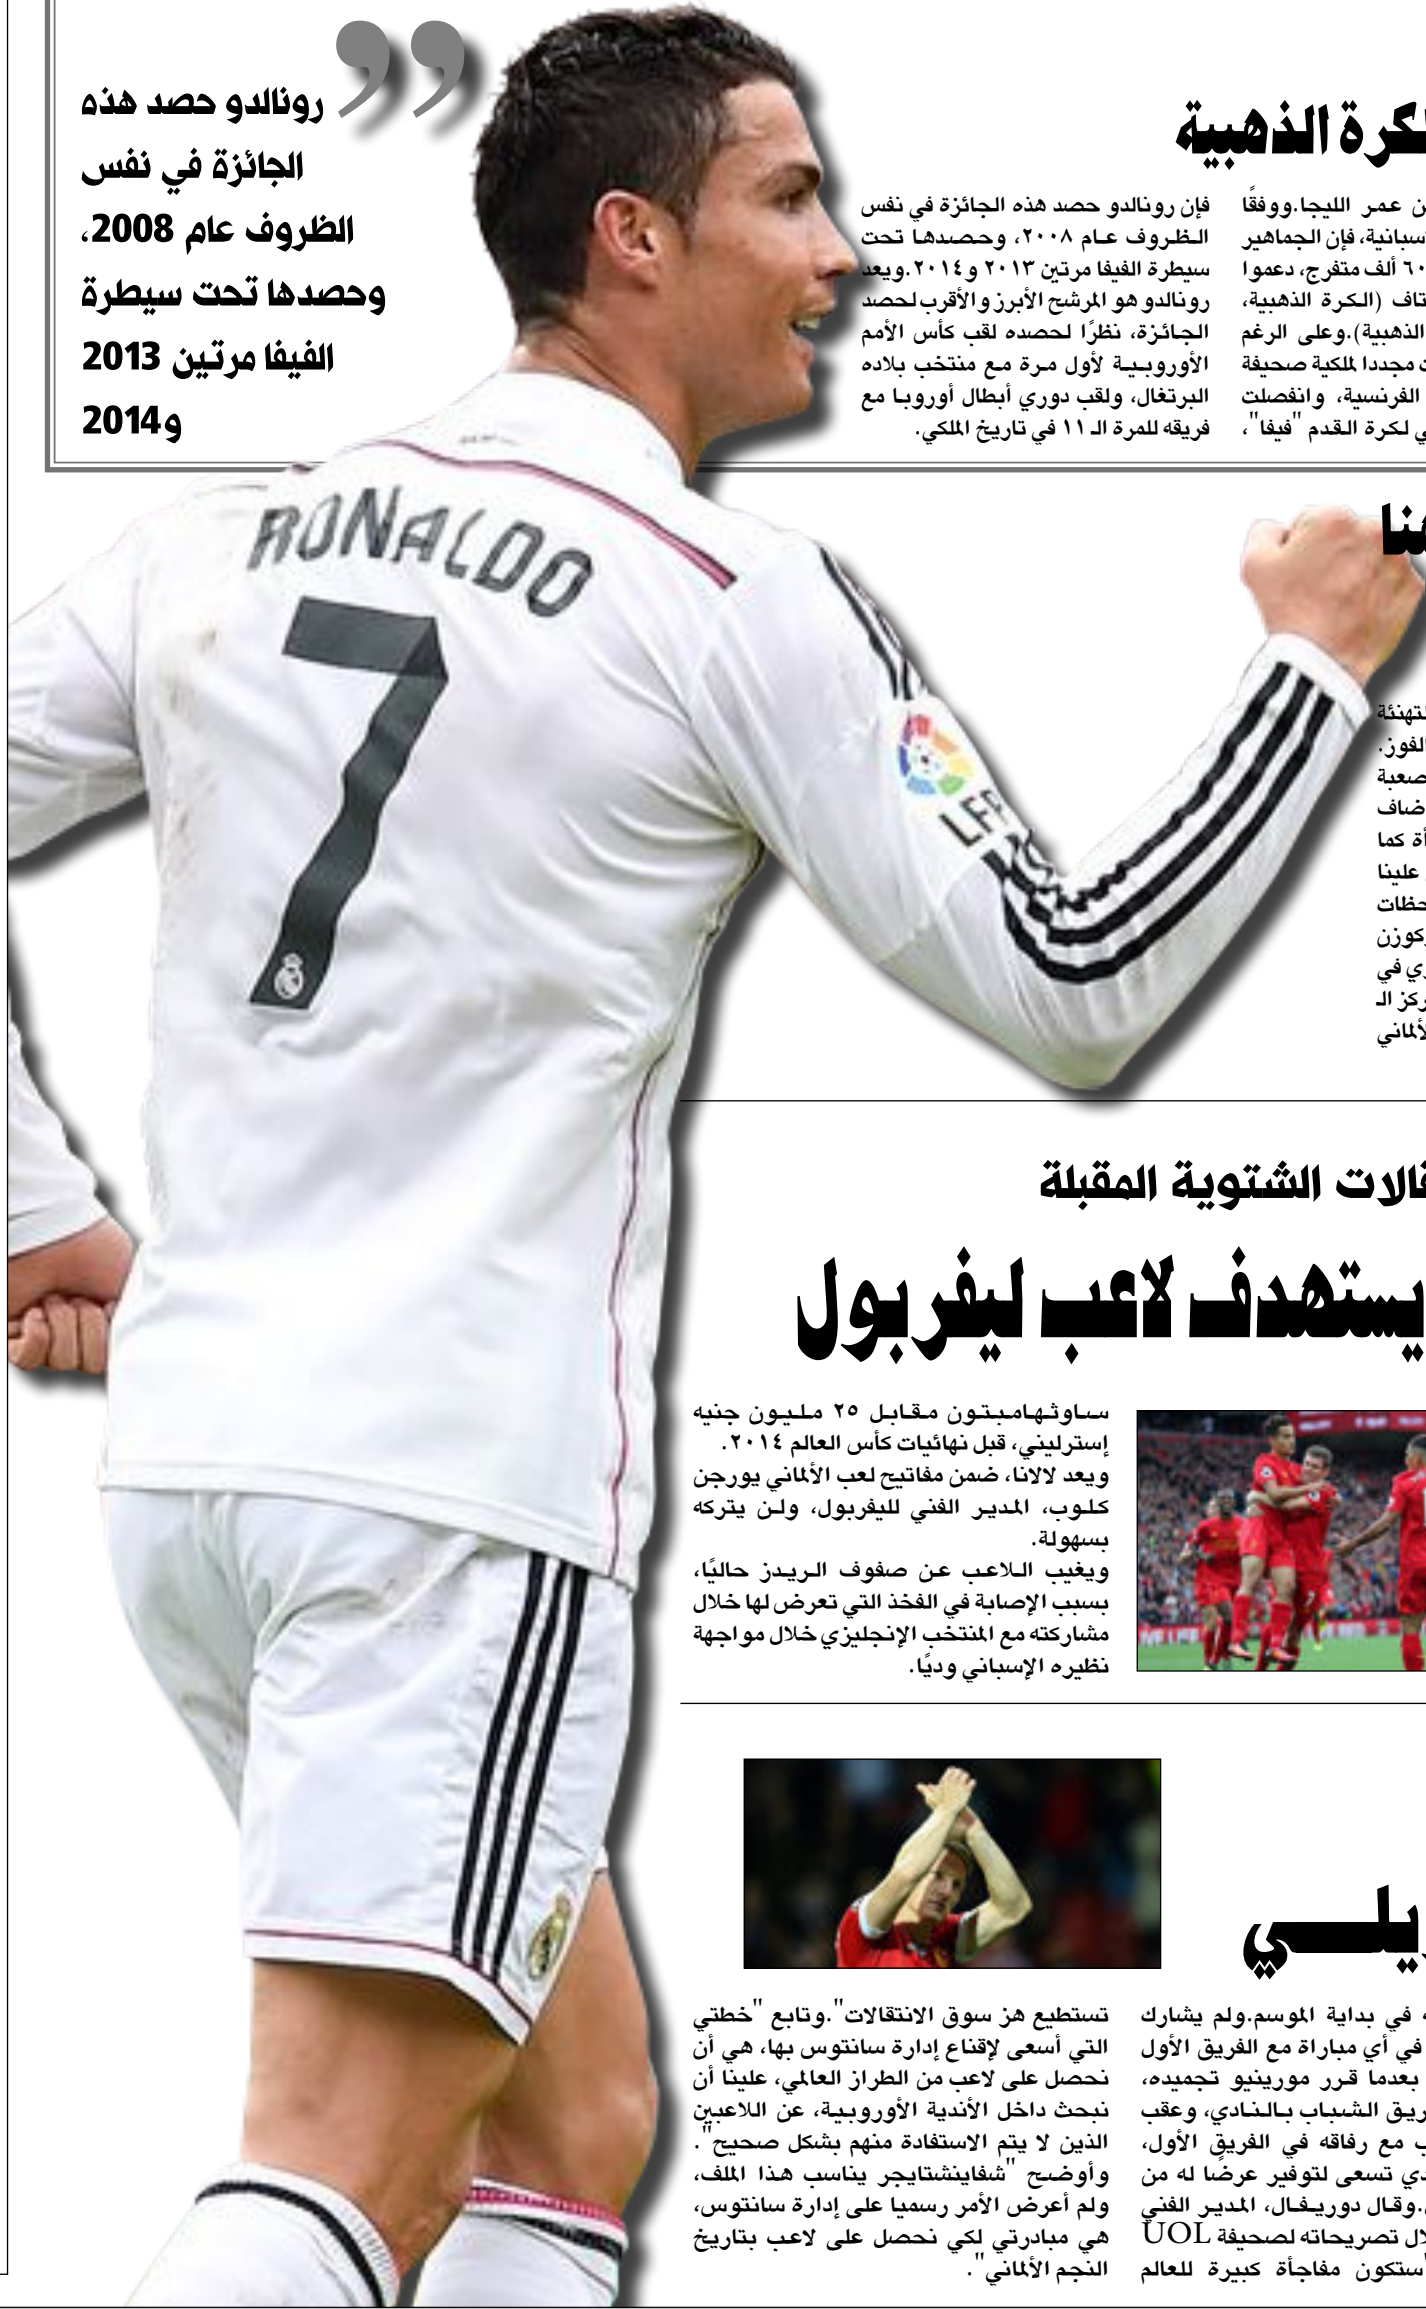 رونالدو حصد هذه
الجائزة في نفس
الظروف عام 2008،
وحصدها تحت سيطرة
الفيفا مرتين 2013
و2014
الذهبية
عمر الليجا.ووفقًا
فإن الجماهير
ألف متفرج، دعموا
(الكرة الذهبية،
الذهبية).وعلى الرغم
مجددا لملكية صحيفة
الفرنسية، وانفصلت
لكرة القدم "فيفا"،
فإن رونالدو حصد هذه الجائزة في نفس
الظروف عام ٢٠٠٨، وحصدها تحت
سيطرة الفيفا مرتين ٢٠١٣ و٢٠١٤.ويعد
رونالدو هو المرشح الأبرز والأقرب لحصد
الجائزة، نظرًا لحصده لقب كأس الأمم
الأوروبية لأول مرة مع منتخب بلاده
البرتغال، ولقب دوري أبطال أوروبا مع
فريقه للمرة الـ ١١ في تاريخ الملكي.
RONALDO
7
LFP
الفوز.
كما
علينا
في
الـ
الشتوية المقبلة
يستهدف لاعب ليفربول
ساوثهامبتون مقابل ٢٥ مليون جنيه
إسترليني، قبل نهائيات كأس العالم ٢٠١٤.
ويعد لالانا، ضمن مفاتيح لعب الألماني يورجن
كلوب، المدير الفني لليفربول، ولن يتركه
بسهولة.
ويغيب اللاعب عن صفوف الريدز حاليًا،
بسبب الإصابة في الفخذ التي تعرض لها خلال
مشاركته مع المنتخب الإنجليزي خلال مواجهة
نظيره الإسباني وديًا.
في بداية الموسم.ولم يشارك
في أي مباراة مع الفريق الأول
بعدما قرر مورينيو تجميده،
الشباب بالنادي، وعقب
مع رفاقه في الفريق الأول،
تسعى لتوفير عرضًا له من
وقال دوريفال، المدير الفني
تصريحاته لصحيفة UOL
ستكون مفاجأة كبيرة للعالم
تستطيع هز سوق الانتقالات".وتابع "خطتي
التي أسعى لإقناع إدارة سانتوس بها، هي أن
نحصل على لاعب من الطراز العالمي، علينا أن
نبحث داخل الأندية الأوروبية، عن اللاعبين
الذين لا يتم الاستفادة منهم بشكل صحيح".
وأوضح "شفاينشتايجر يناسب هذا الملف،
ولم أعرض الأمر رسميا على إدارة سانتوس،
هي مبادرتي لكي نحصل على لاعب بتاريخ
النجم الألماني".